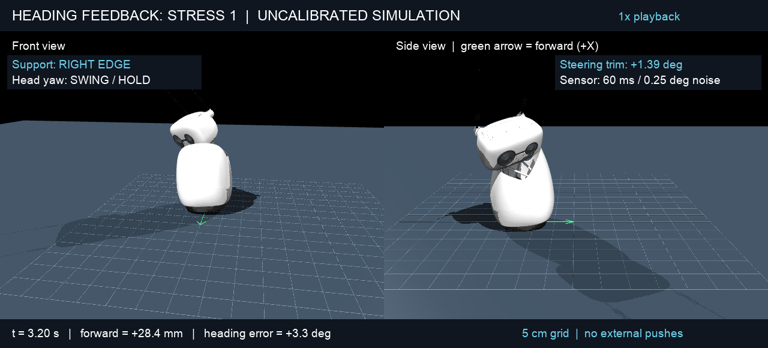 HEADING FEEDBACK: STRESS 1 | UNCALIBRATED SIMULATION
1x playback
Front view
Support: RIGHT EDGE
Head yaw: SWING / HOLD
Side view | green arrow = forward (+X)
Steering trim: +1.39 deg
Sensor: 60 ms / 0.25 deg noise
t = 3.20 s | forward = +28.4 mm | heading error = +3.3 deg
5 cm grid | no external pushes